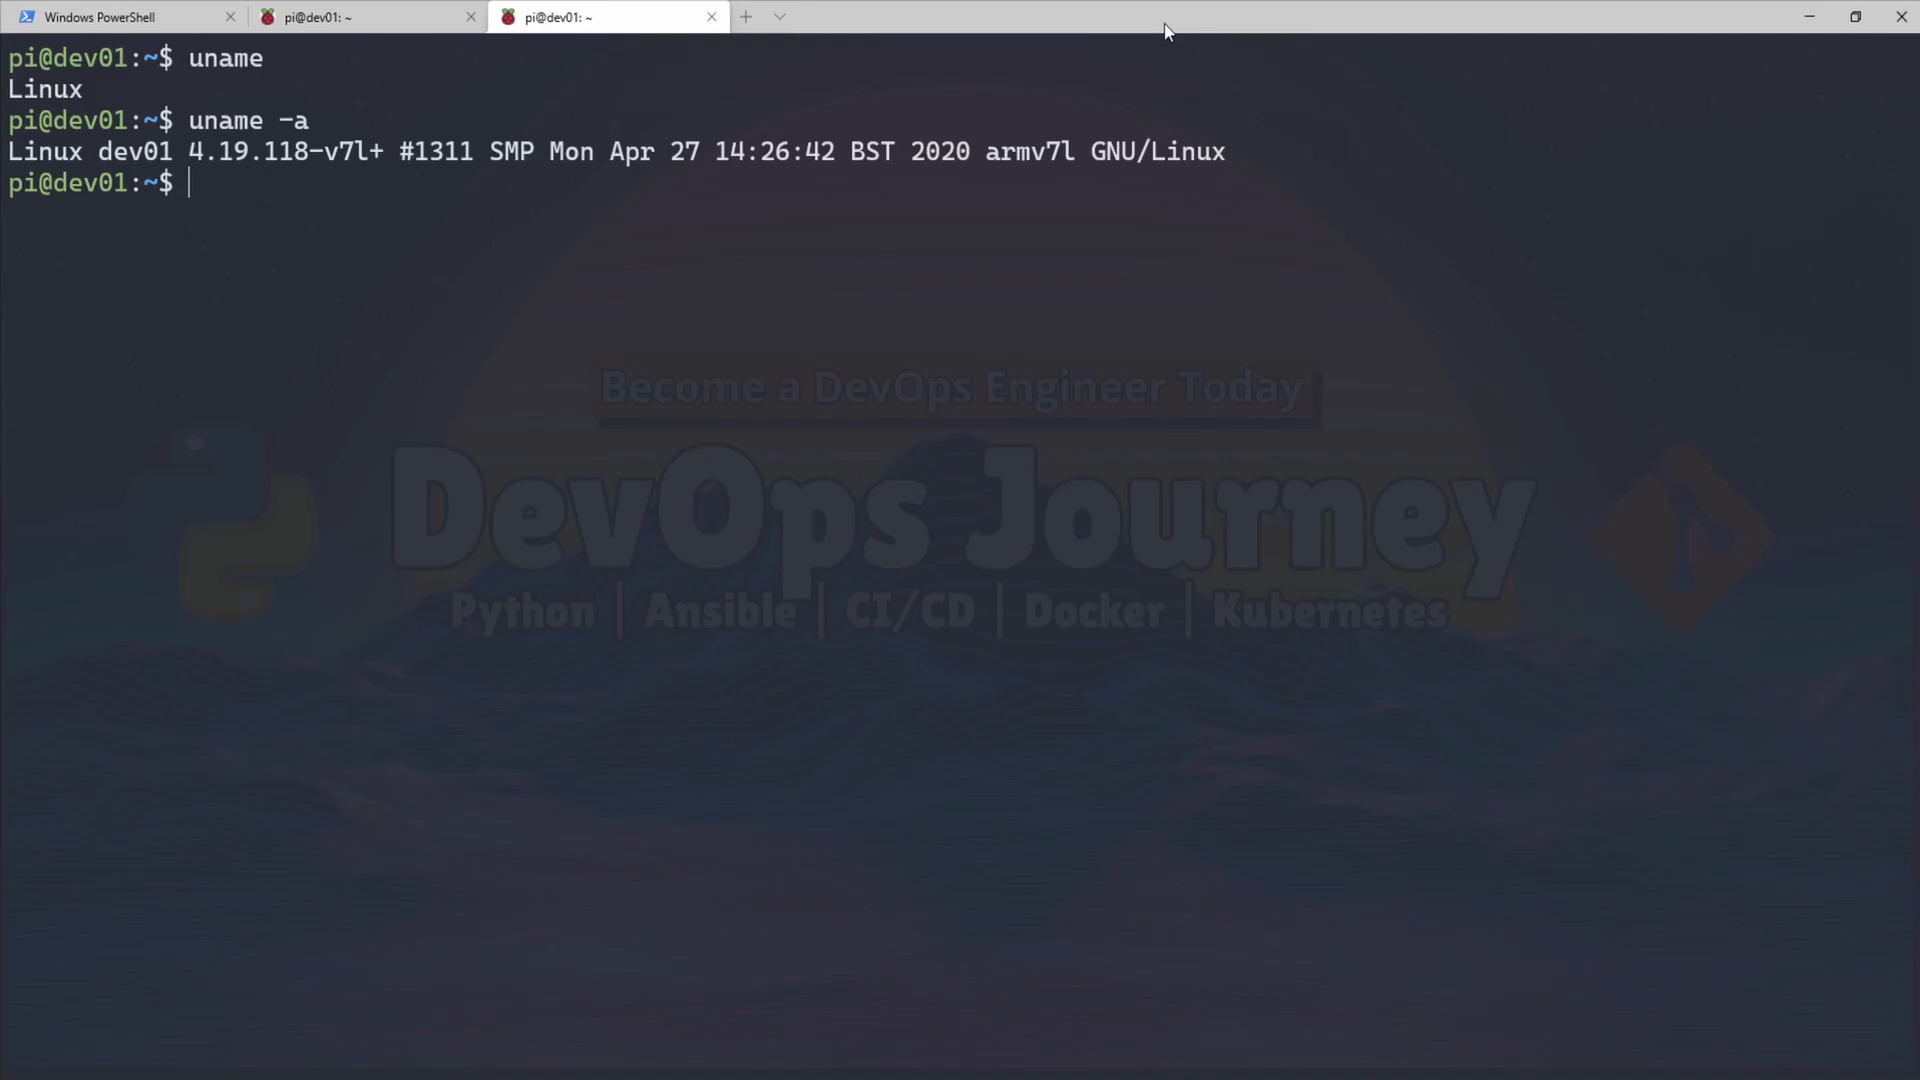 Windows PowerShell
pi@dev01: ~
pi@dev01: ~
pi@dev01:~$ uname
Linux
pi@dev01:~$ uname -a
Linux dev01 4.19.118-v7l+ #1311 SMP Mon Apr 27 14:26:42 BST 2020 armv7l GNU/Linux
pi@dev01:~$
Become a DevOps Engineer Today
DevOps Journey
Python | Ansible | CI/CD | Docker | Kubernetes